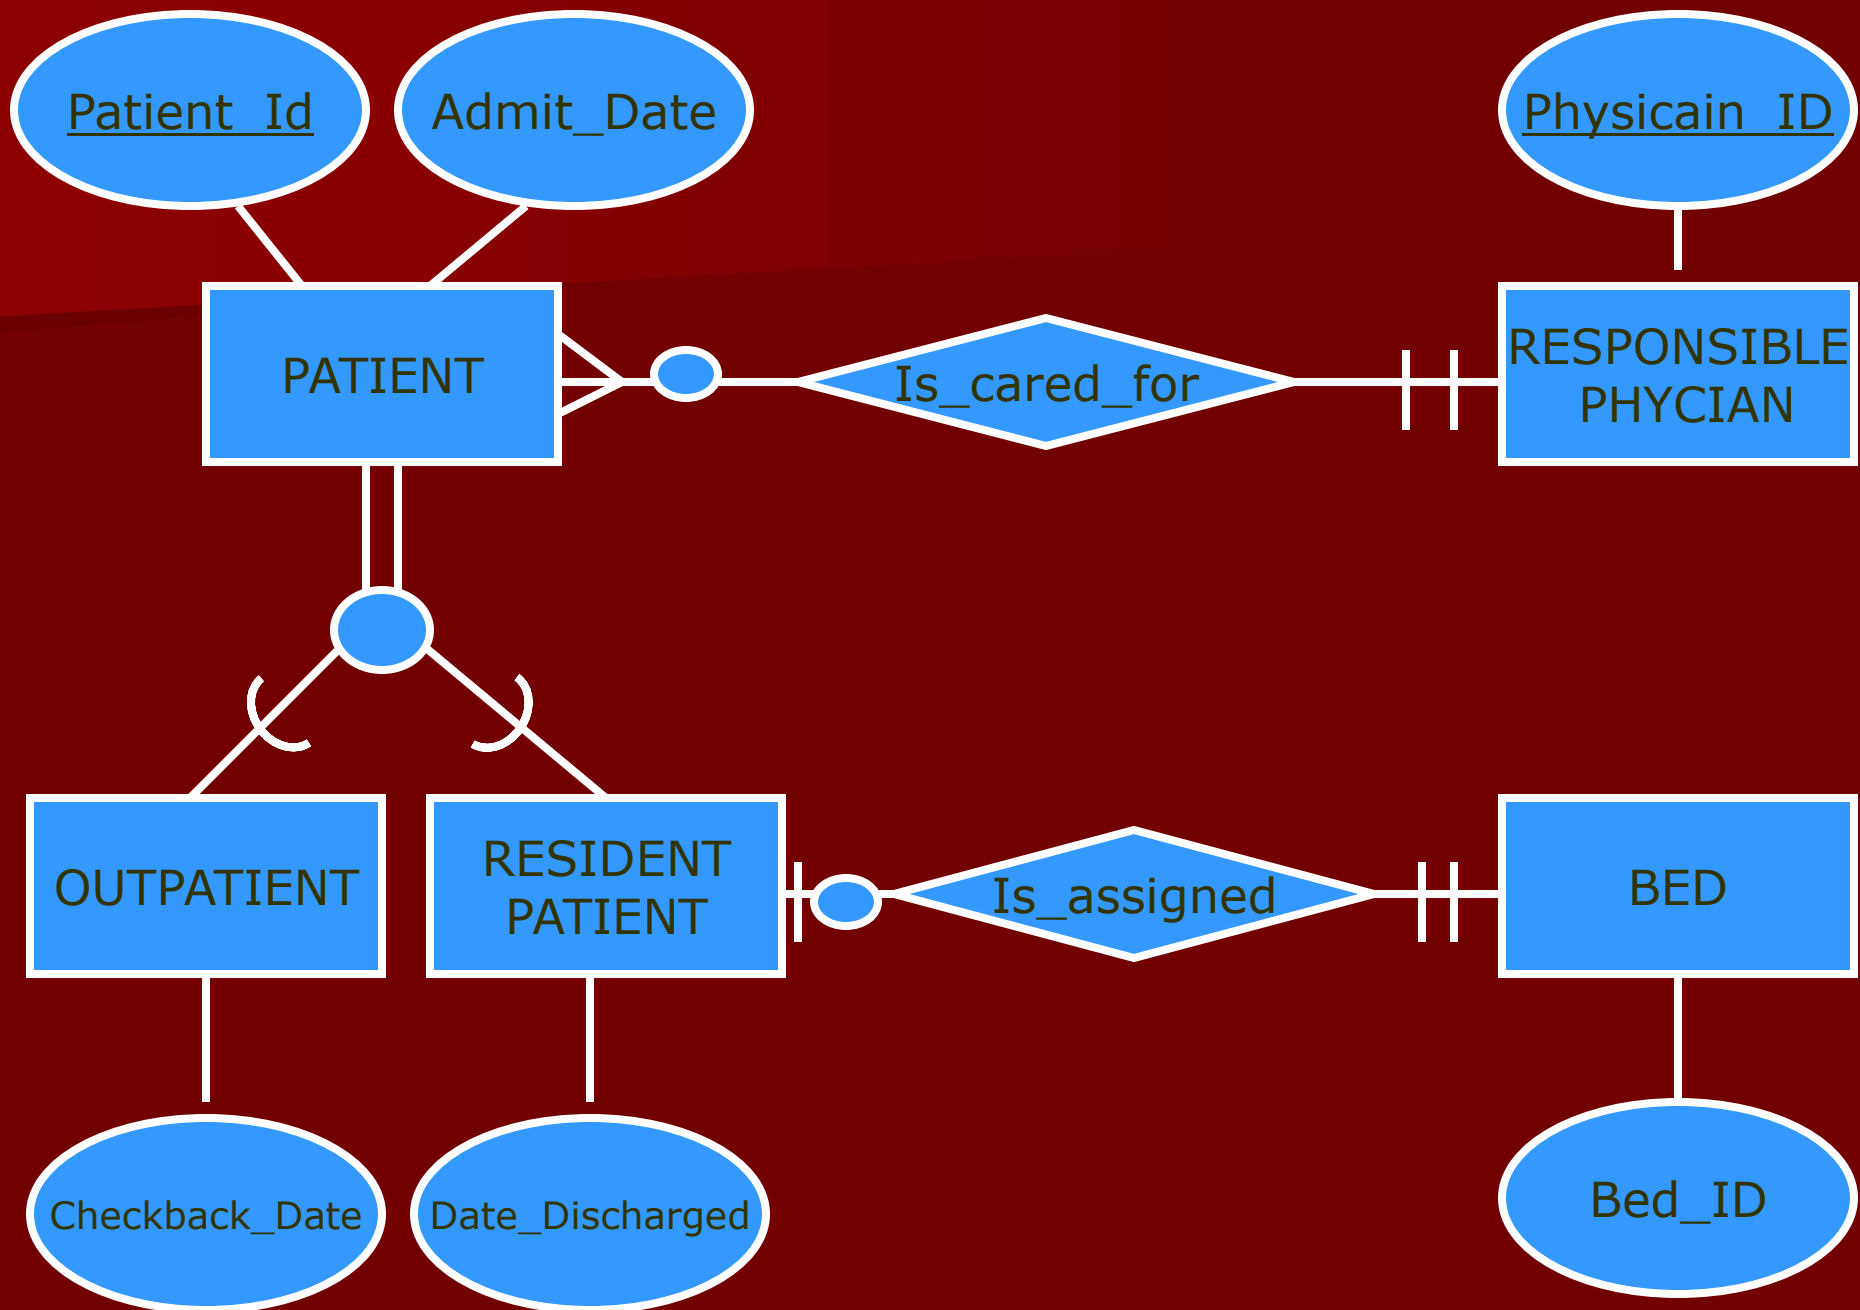 Patient_Id
Admit_Date
Physicain_ID
PATIENT
Is_cared_for
RESPONSIBLE
PHYCIAN
OUTPATIENT
RESIDENT
PATIENT
Is_assigned
BED
Checkback_Date
Date_Discharged
Bed_ID